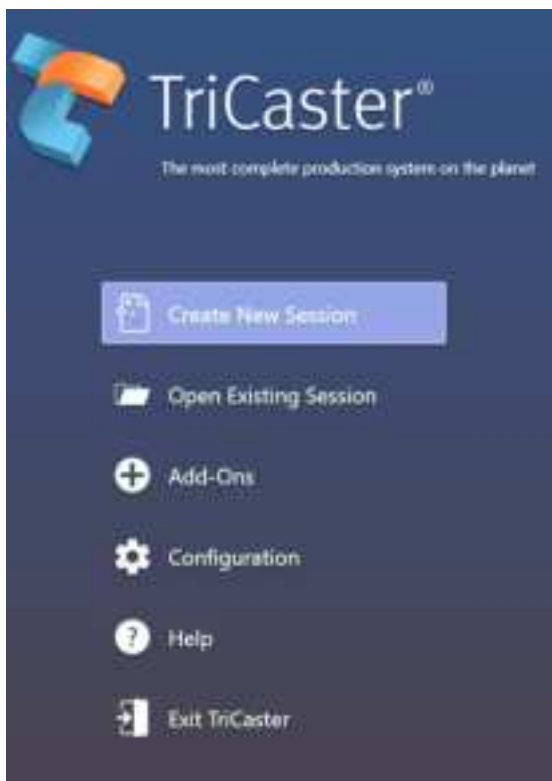 TriCaster®
The most complete production system on the planet
Create New Session
Open Existing Session
Add-Ons
Configuration
Help
Exit TriCaster